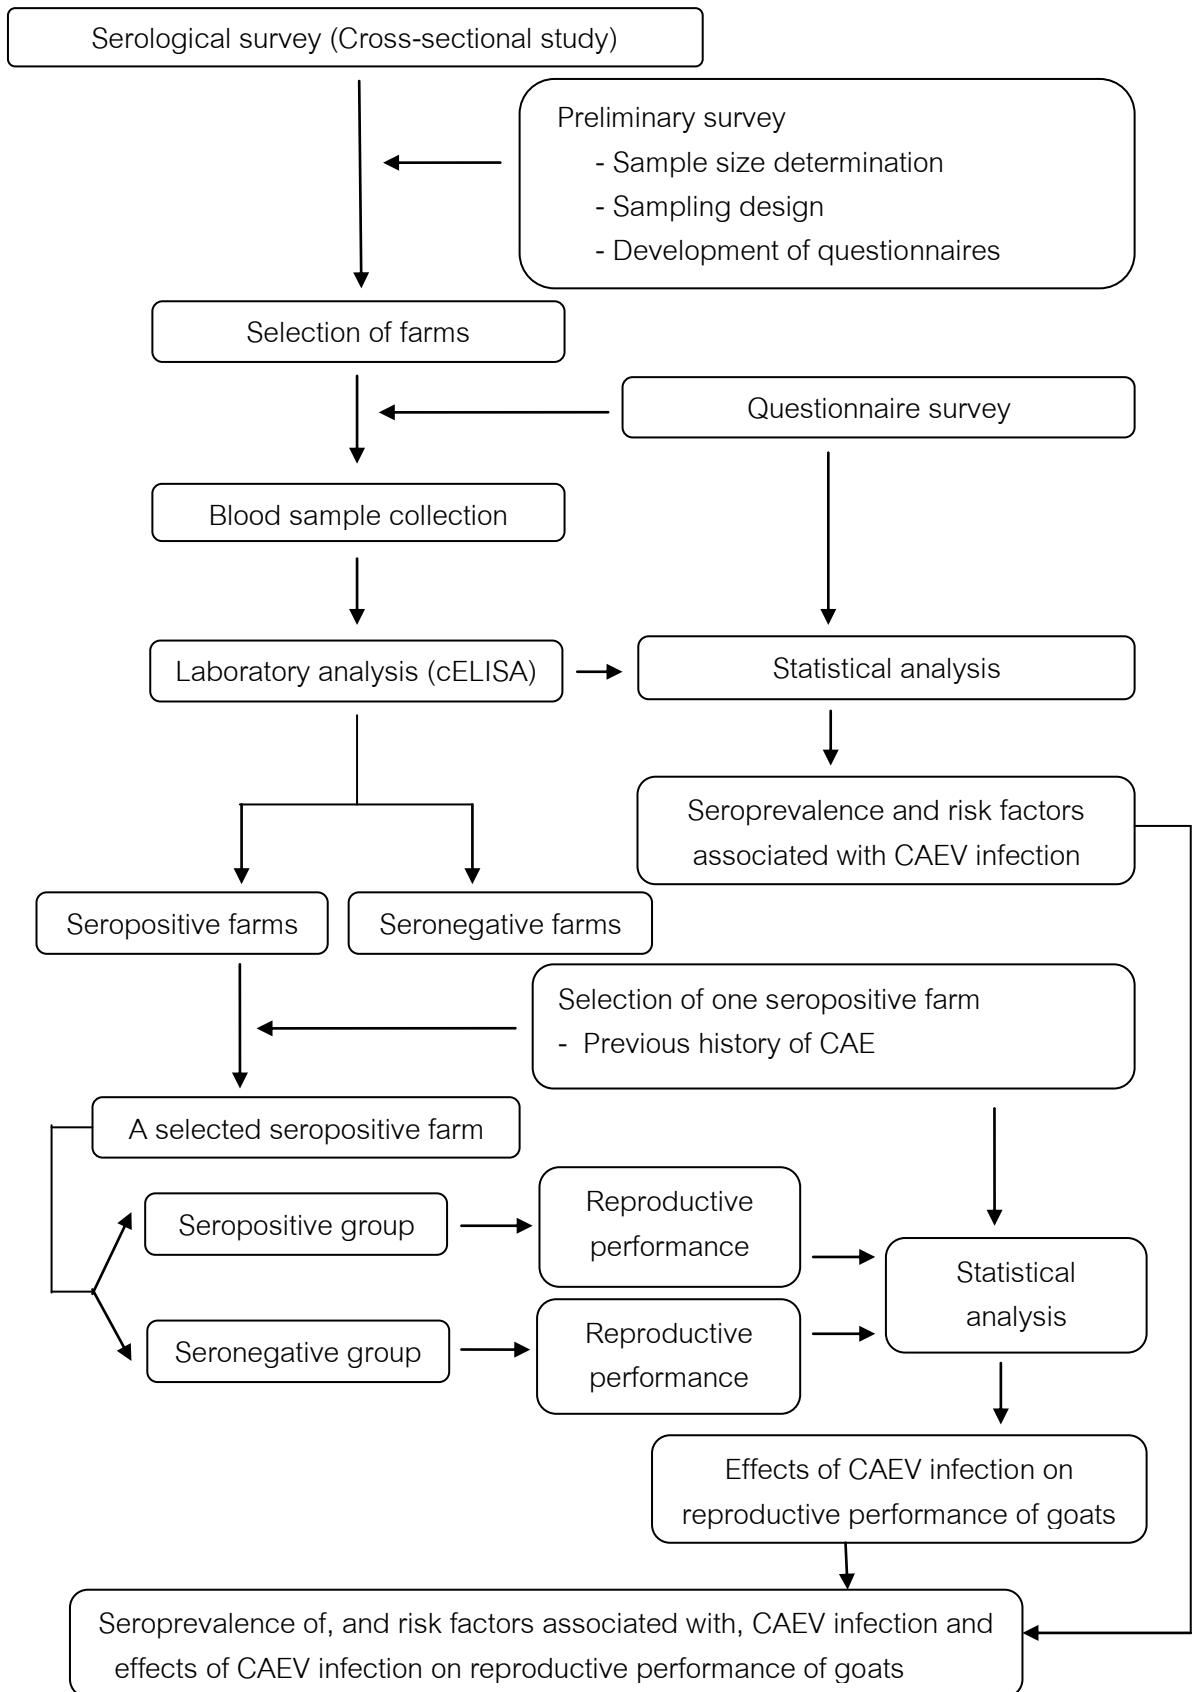 Serological survey (Cross-sectional study)
Preliminary survey
- Sample size determination
- Sampling design
- Development of questionnaires
Selection of farms
Questionnaire survey
Blood sample collection
Laboratory analysis (cELISA)
Statistical analysis
Seroprevalence and risk factors
associated with CAEV infection
Seropositive farms
Seronegative farms
Selection of one seropositive farm
- Previous history of CAE
A selected seropositive farm
Seropositive group
Reproductive
performance
Statistical
analysis
Seronegative group
Reproductive
performance
Effects of CAEV infection on
reproductive performance of goats
Seroprevalence of, and risk factors associated with, CAEV infection and
effects of CAEV infection on reproductive performance of goats